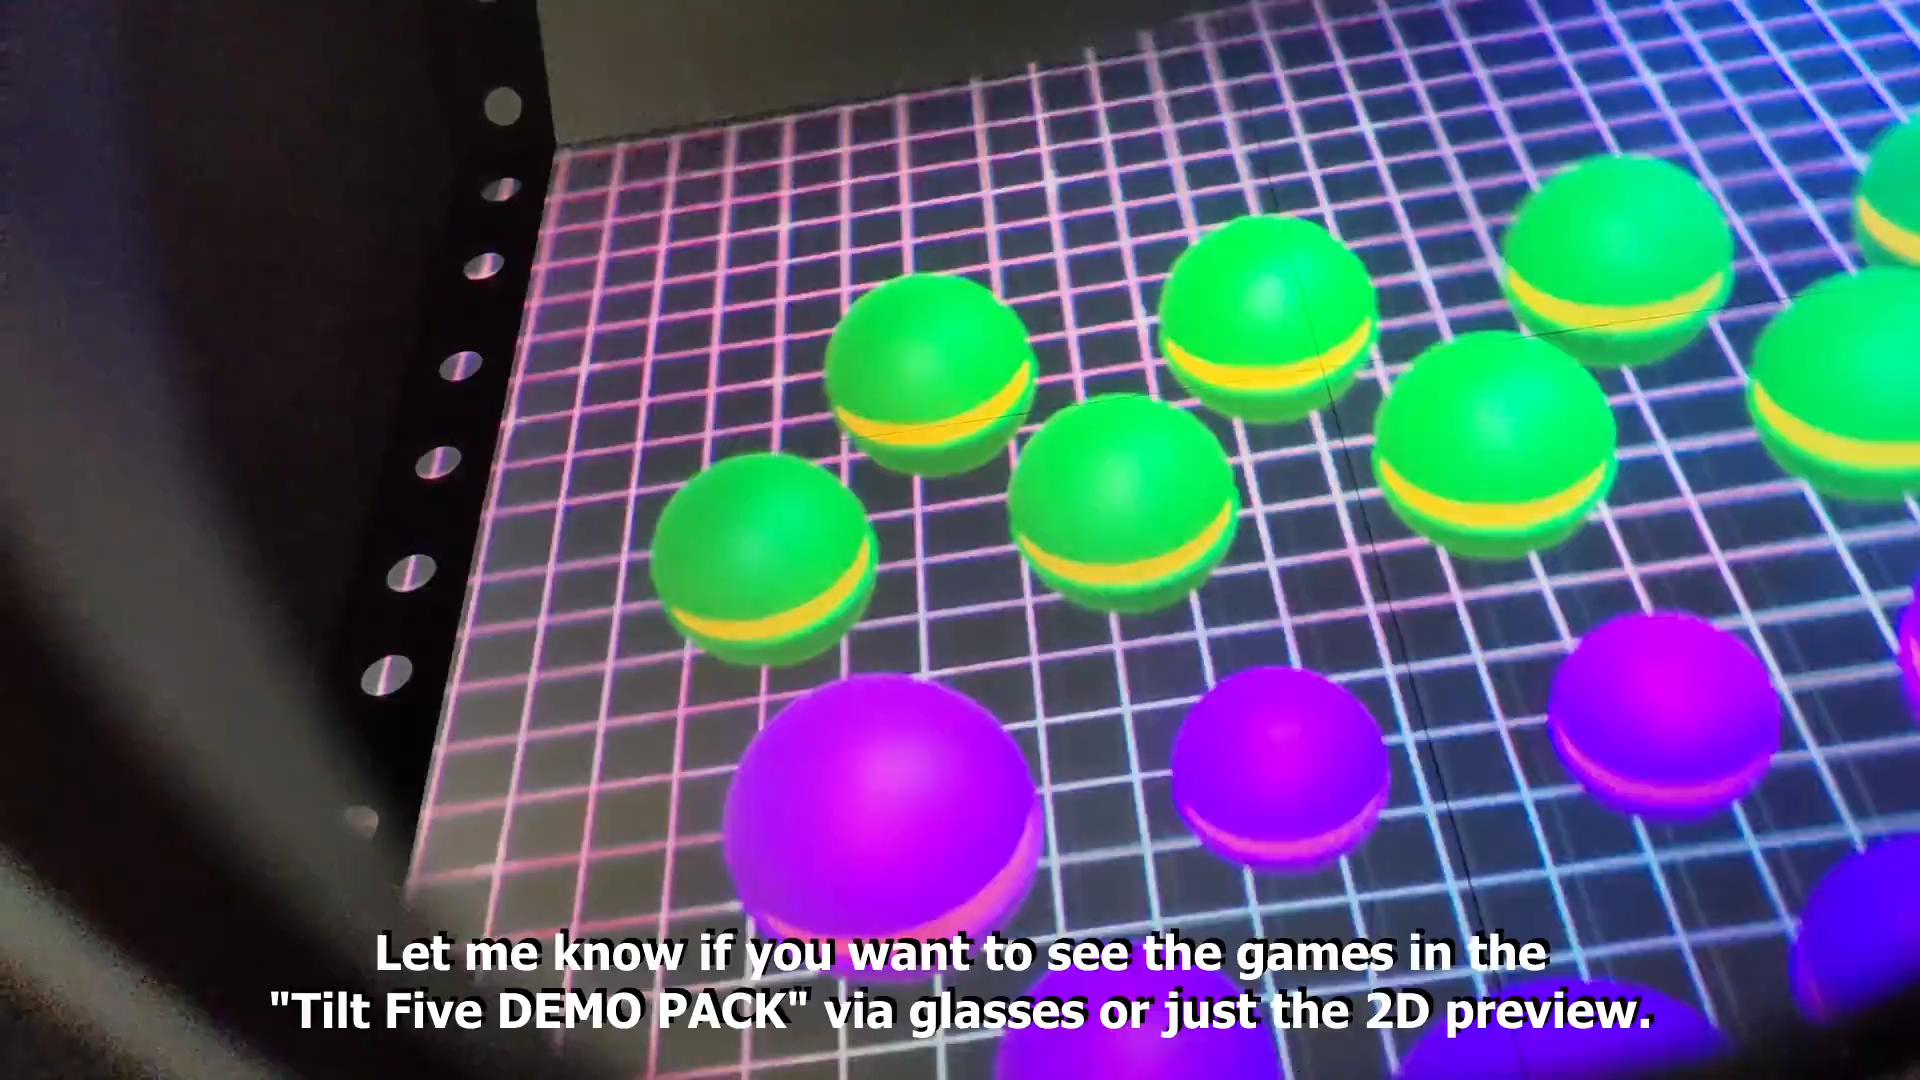 Let me know if you want to see the games in the
"Tilt Five DEMO PACK" via glasses or just the 2D preview.